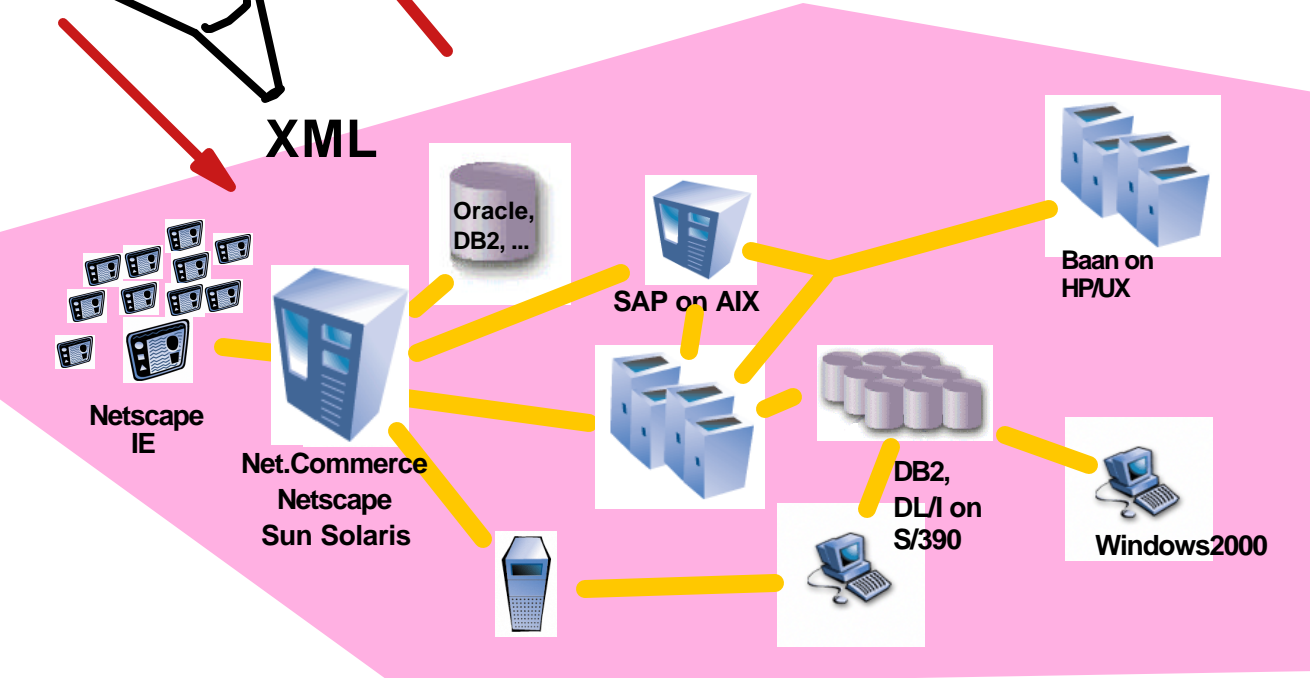 XML
Oracle,
DB2, ...
SAP on AIX
Baan on
HP/UX
Netscape
IE
Net.Commerce
Netscape
Sun Solaris
DB2,
DL/I on
S/390
Windows2000